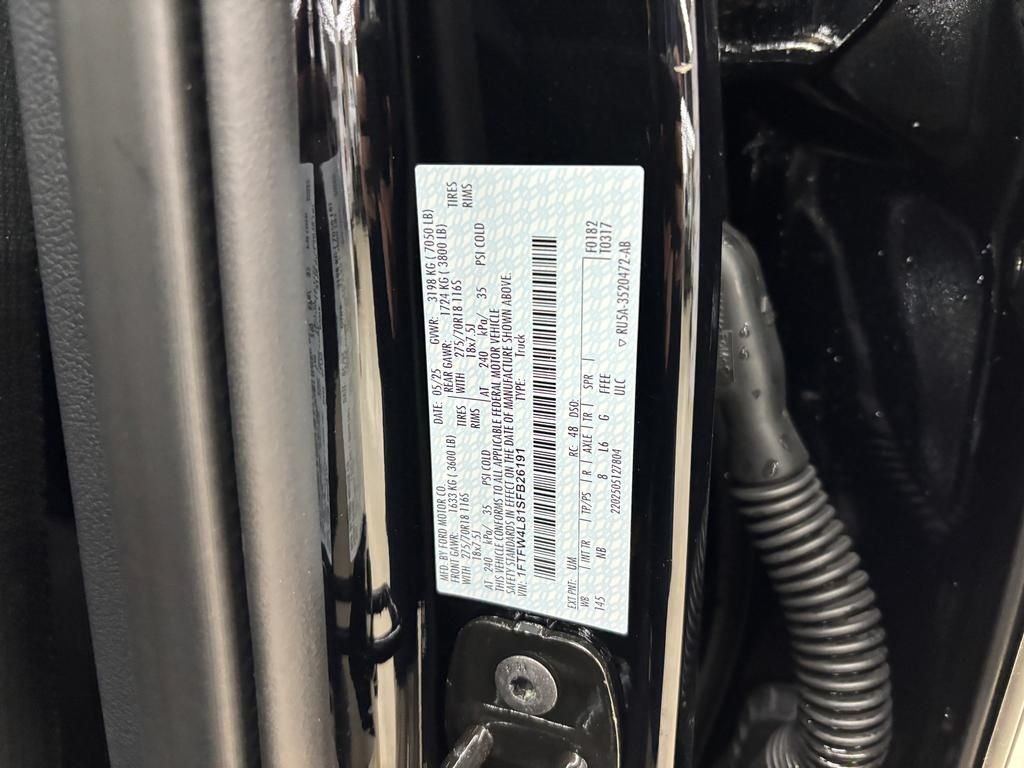 MFD. BY FORD MOTOR CO.
DATE: 05/25 GVWR: 3198 KG ( 7050 LB)
FRONT GAWR: 1633 KG ( 3600 LB) REAR GAWR: 1724 KG ( 3800 LB)
WITH 275/70R18 116S TIRES WITH 275/70R18 116S TIRES
18x7.5J RIMS 18x7.5J RIMS
AT 240 kPa/ 35 PSI COLD AT 240 kPa/ 35 PSI COLD
THIS VEHICLE CONFORMS TO ALL APPLICABLE FEDERAL MOTOR VEHICLE
SAFETY STANDARDS IN EFFECT ON THE DATE OF MANUFACTURE SHOWN ABOVE.
VIN: 1FTFW4L81SFB26191 TYPE: Truck
EXT PNT: UM RC: 48 DSO: F0182
WB INT TR TP/PS R AXLE TR SPR T0317
145 NB 8 L6 G FFEE
ULC
2202505127804 ▽ RU5A-3520472-AB